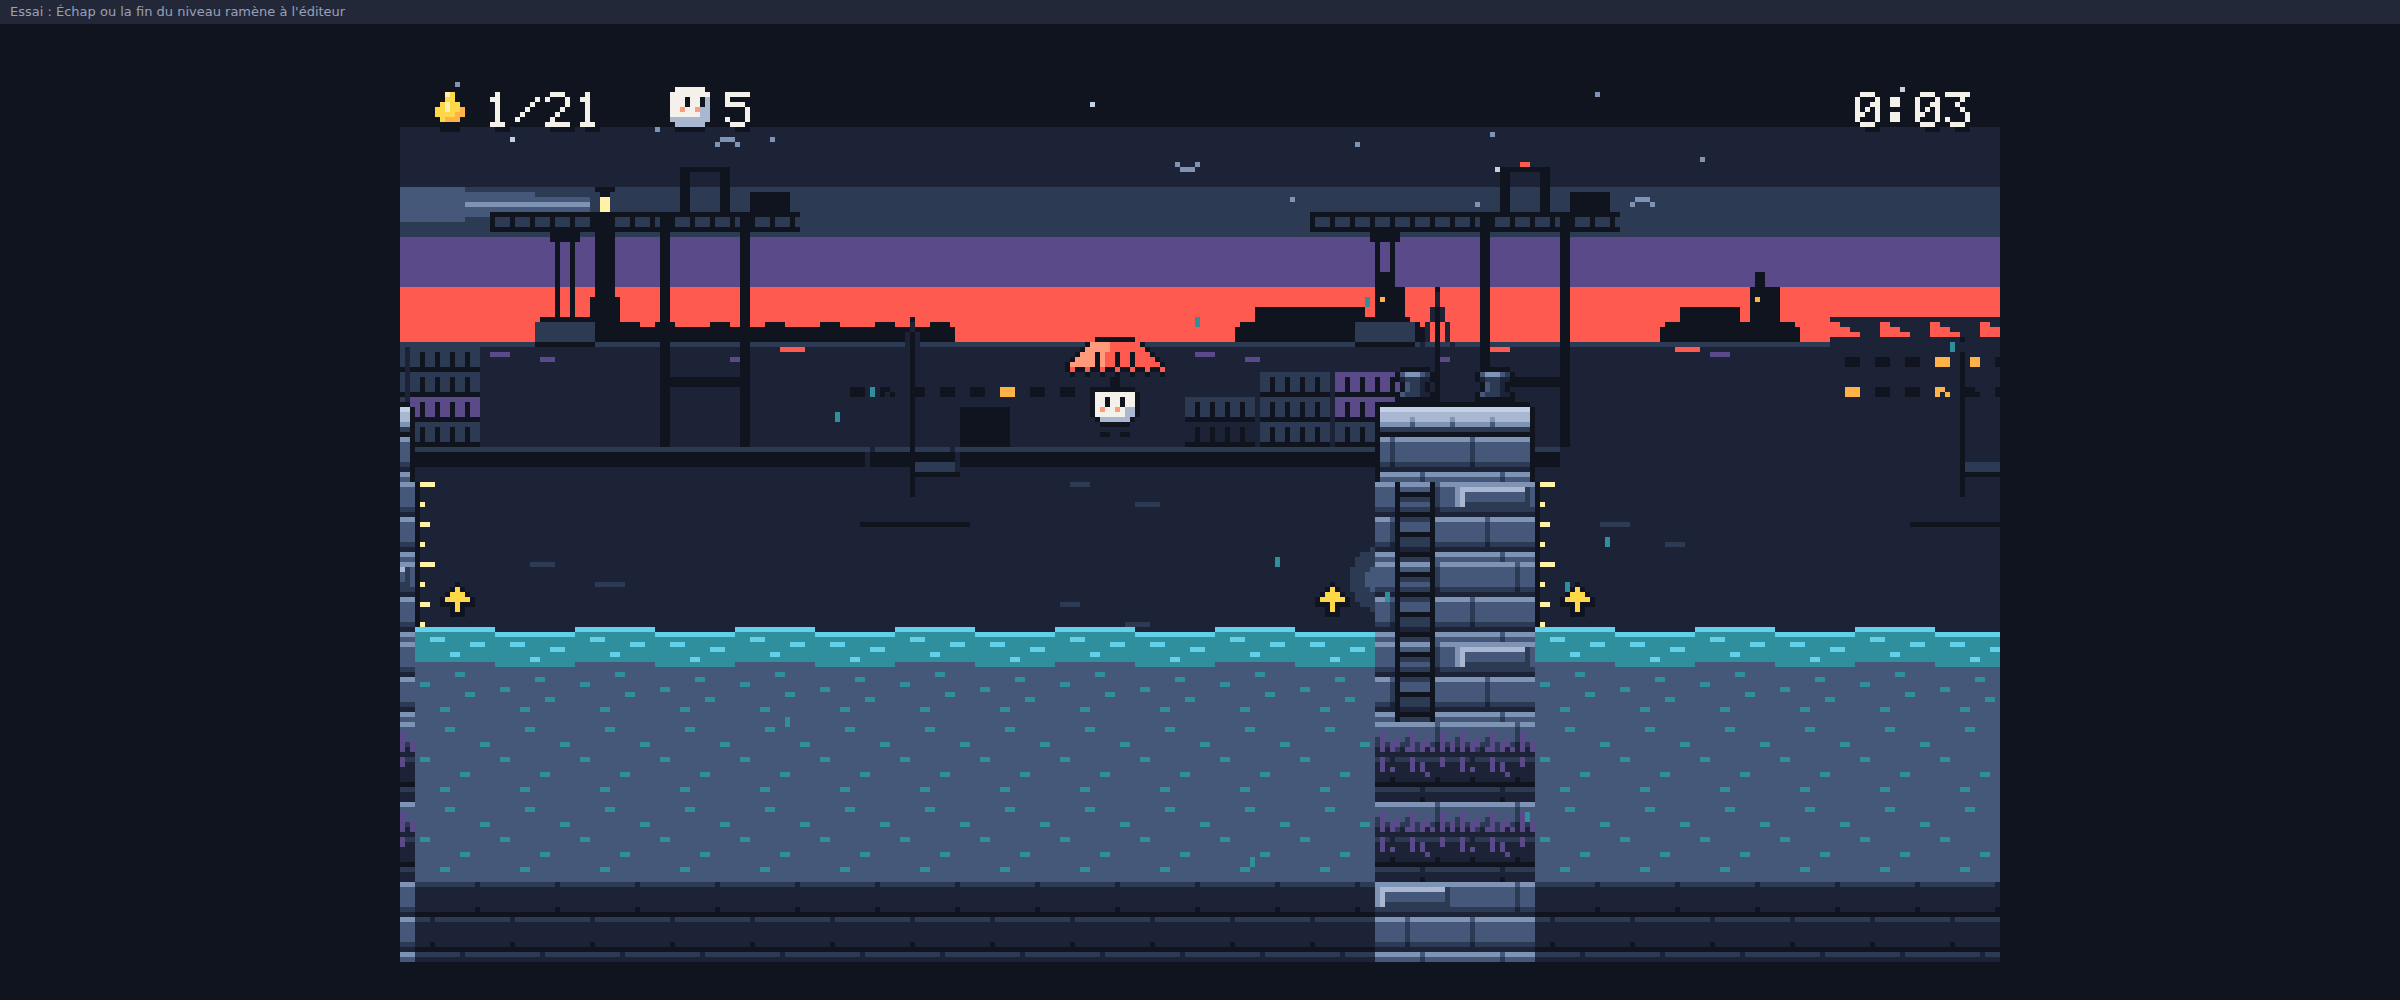 Essai : Échap ou la fin du niveau ramène à l'éditeur
1/21 5 0:03